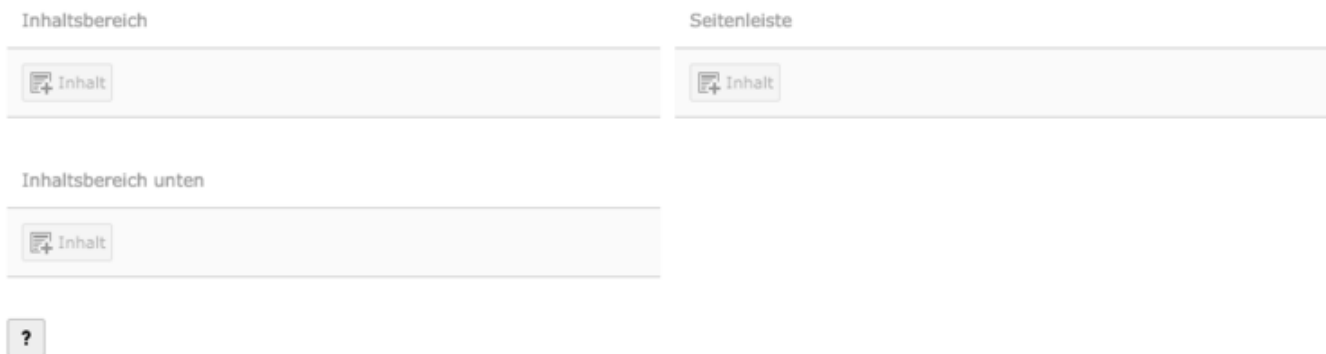 Inhaltsbereich
Seitenleiste
Inhalt
Inhalt
Inhaltsbereich unten
Inhalt
?